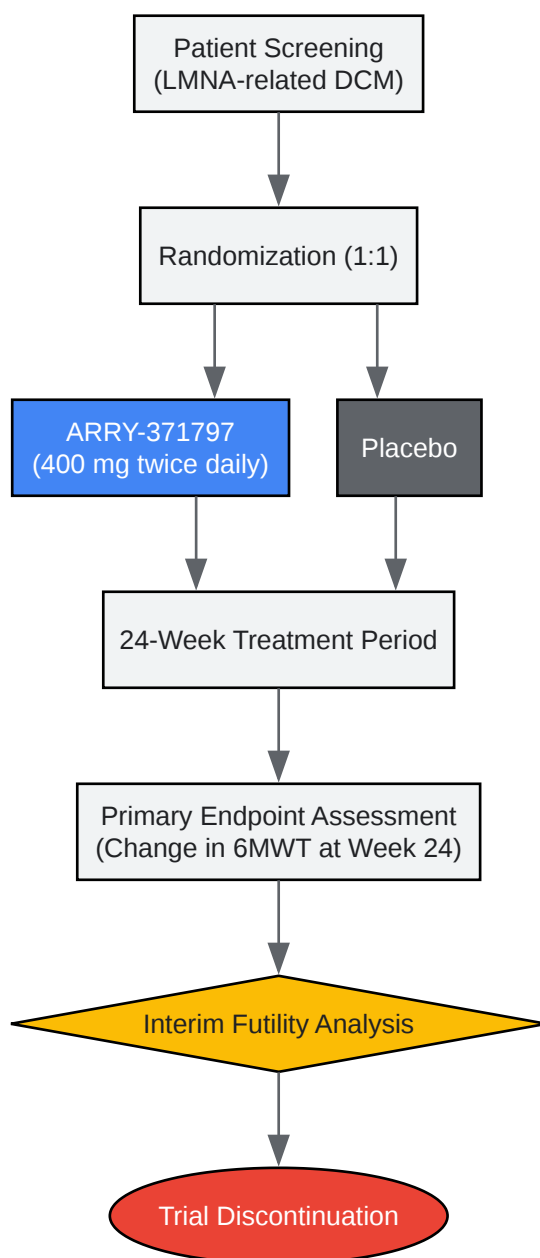 Patient Screening
(LMNA-related DCM)
Randomization (1:1)
ARRY-371797
(400 mg twice daily)
Placebo
24-Week Treatment Period
Primary Endpoint Assessment
(Change in 6MWT at Week 24)
Interim Futility Analysis
Trial Discontinuation